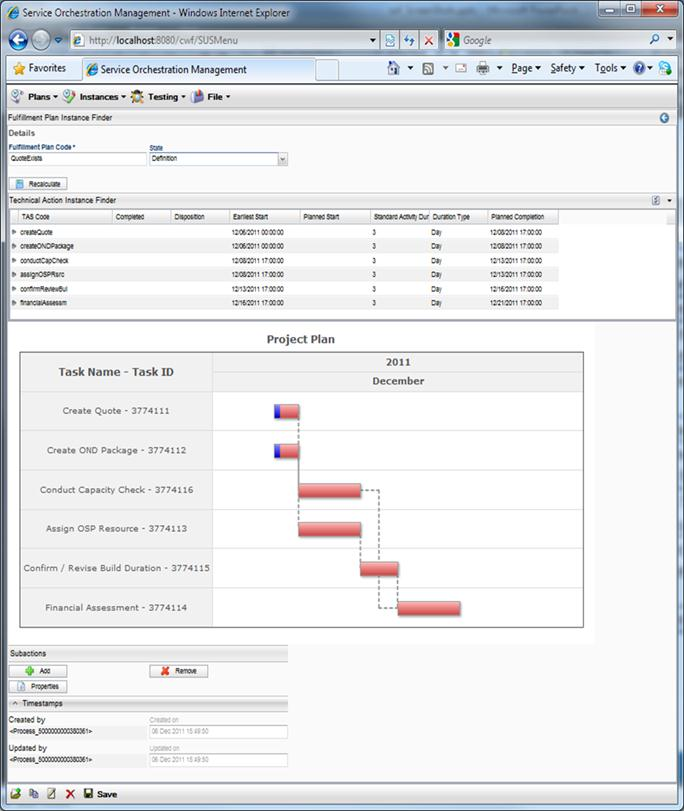 Service Orchestration Management - Windows Internet Explorer
http://localhost:8080/cwf/SUSMenu
Google
Favorites
Service Orchestration Management
Page
Safety
Tools
Plans
Instances
Testing
File
Fulfillment Plan Instance Finder
Details
Fulfillment Plan Code *
State
QuoteExists
Definition
Recalculate
Technical Action Instance Finder
TAS Code Completed Disposition Earliest Start Planned Start Standard Activity Dur Duration Type Planned Completion
createQuote 12/06/2011 00:00:00 3 Day 12/08/2011 17:00:00
createONDPackage 12/06/2011 00:00:00 3 Day 12/08/2011 17:00:00
conductCapCheck 12/08/2011 17:00:00 3 Day 12/13/2011 17:00:00
assignOSPRsrc 12/08/2011 17:00:00 3 Day 12/13/2011 17:00:00
confirmReviewBui 12/13/2011 17:00:00 3 Day 12/16/2011 17:00:00
financialAssessm 12/16/2011 17:00:00 3 Day 12/21/2011 17:00:00
Project Plan
Task Name - Task ID
2011
December
Create Quote - 3774111
Create OND Package - 3774112
Conduct Capacity Check - 3774116
Assign OSP Resource - 3774113
Confirm / Revise Build Duration - 3774115
Financial Assessment - 3774114
Subactions
Add
Remove
Properties
Timestamps
Created by
Created on
<Process_5000000000380361>
06 Dec 2011 15:49:50
Updated by
Updated on
<Process_5000000000380361>
06 Dec 2011 15:49:50
Save